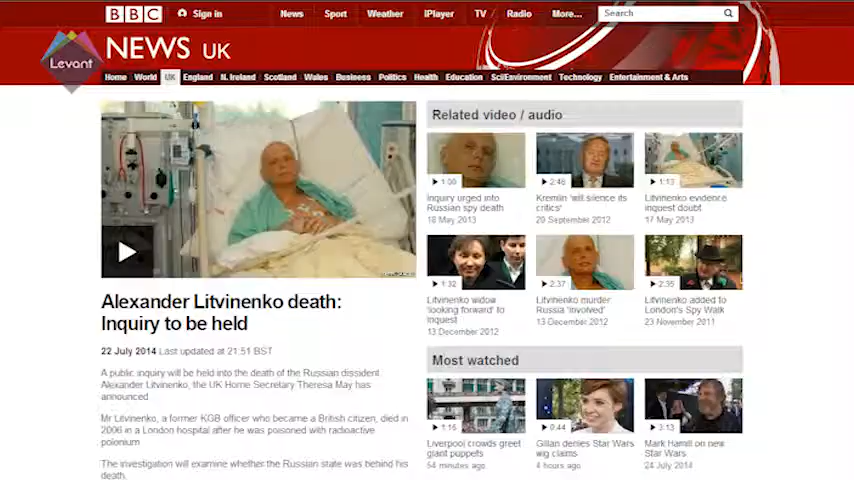 BBC Sign in News Sport Weather iPlayer TV Radio More... Search
Levant
NEWS UK
Home World UK England N. Ireland Scotland Wales Business Politics Health Education Sci/Environment Technology Entertainment & Arts
Alexander Litvinenko death:
Inquiry to be held
22 July 2014 Last updated at 21:51 BST
A public inquiry will be held into the death of the Russian dissident
Alexander Litvinenko, the UK Home Secretary Theresa May has
announced
Mr Litvinenko, a former KGB officer who became a British citizen, died in
2006 in a London hospital after he was poisoned with radioactive
polonium
The investigation will examine whether the Russian state was behind his
death.
Related video / audio
1:00
Inquiry urged into
Russian spy death
18 May 2013
2:46
Kremlin 'will silence its
critics'
20 September 2012
1:13
Litvinenko evidence
inquest doubt
17 May 2013
1:32
Litvinenko widow
'looking forward' to
inquest
13 December 2012
2:37
Litvinenko murder
Russia 'involved'
13 December 2012
2:35
Litvinenko added to
London's Spy Walk
23 November 2011
Most watched
1:16
Liverpool crowds greet
giant puppets
54 minutes ago
0:44
Gillan denies Star Wars
wig claims
4 hours ago
3:13
Mark Hamill on new
Star Wars
24 July 2014